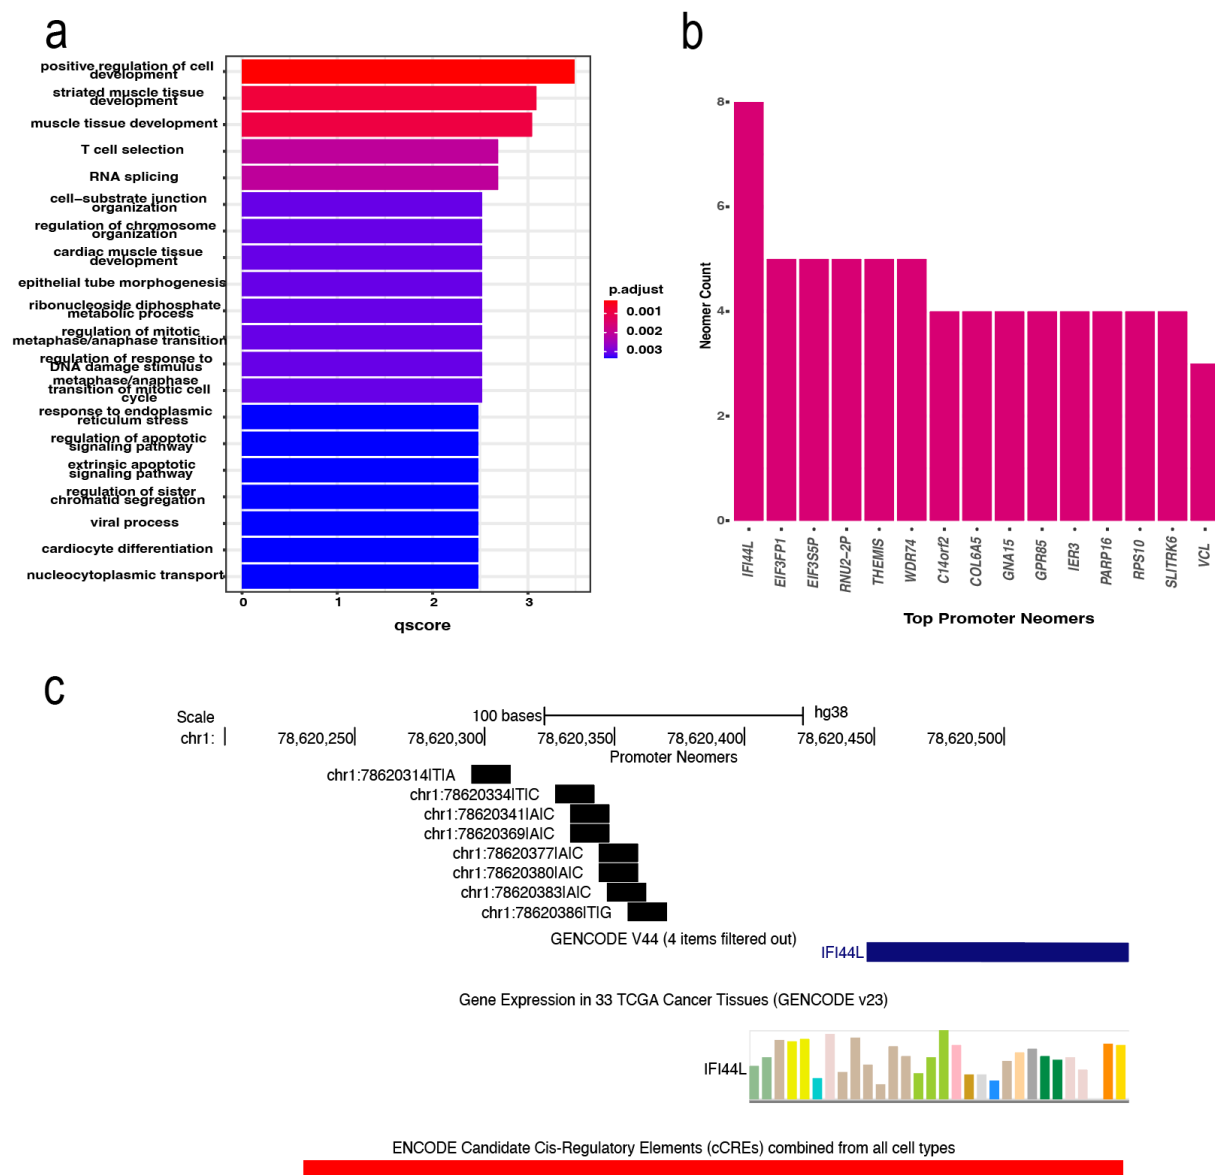 a
positive regulation of cell
development
striated muscle tissue
development
muscle tissue development
T cell selection
RNA splicing
cell–substrate junction
organization
regulation of chromosome
organization
cardiac muscle tissue
development
epithelial tube morphogenesis
ribonucleoside diphosphate
metabolic process
regulation of mitotic
metaphase/anaphase transition
regulation of response to
DNA damage stimulus
metaphase/anaphase
transition of mitotic cell
cycle
response to endoplasmic
reticulum stress
regulation of apoptotic
signaling pathway
extrinsic apoptotic
signaling pathway
regulation of sister
chromatid segregation
viral process
cardiocyte differentiation
nucleocytoplasmic transport
0 1 2 3
qscore
p.adjust
0.001
0.002
0.003
b
Neomer Count
8
6
4
2
0
IFI44L
EIF3FP1
EIF3S5P
RNU2–2P
THEMIS
WDR74
C14orf2
COL6A5
GNA15
GPR85
IER3
PARP16
RPS10
SLITRK6
VCL
Top Promoter Neomers
c
Scale 100 bases hg38
chr1: 78,620,250 78,620,300 78,620,350 78,620,400 78,620,450 78,620,500
Promoter Neomers
chr1:78620314|T|A
chr1:78620334|T|C
chr1:78620341|A|C
chr1:78620369|A|C
chr1:78620377|A|C
chr1:78620380|A|C
chr1:78620383|A|C
chr1:78620386|T|G
GENCODE V44 (4 items filtered out)
IFI44L
Gene Expression in 33 TCGA Cancer Tissues (GENCODE v23)
IFI44L
ENCODE Candidate Cis-Regulatory Elements (cCREs) combined from all cell types